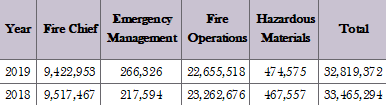 Year Fire Chief Emergency Management Fire Operations Hazardous Materials Total
2019 9,422,953 266,326 22,655,518 474,575 32,819,372
2018 9,517,467 217,594 23,262,676 467,557 33,465,294